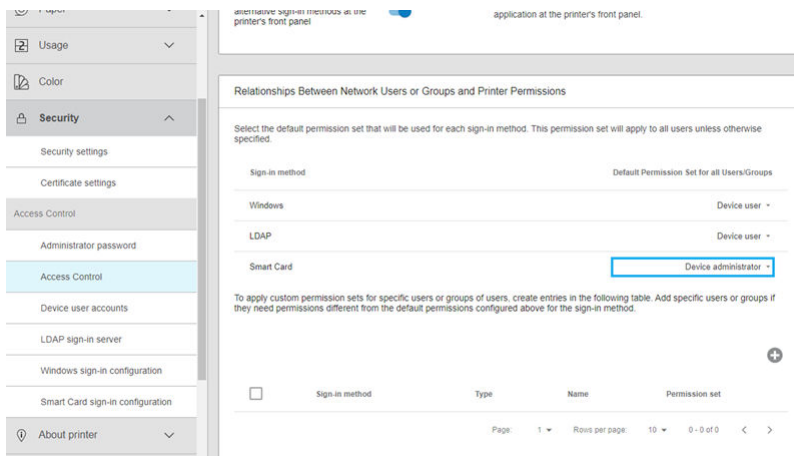 Paper
Usage
Color
Security
Security settings
Certificate settings
Access Control
Administrator password
Access Control
Device user accounts
LDAP sign-in server
Windows sign-in configuration
Smart Card sign-in configuration
About printer
alternative sign-in methods at the
printer's front panel
application at the printer's front panel.
Relationships Between Network Users or Groups and Printer Permissions
Select the default permission set that will be used for each sign-in method. This permission set will apply to all users unless otherwise
specified.
Sign-in method Default Permission Set for all Users/Groups
Windows Device user
LDAP Device user
Smart Card Device administrator
To apply custom permission sets for specific users or groups of users, create entries in the following table. Add specific users or groups if
they need permissions different from the default permissions configured above for the sign-in method.
Sign-in method Type Name Permission set
Page: 1 Rows per page: 10 0 - 0 of 0